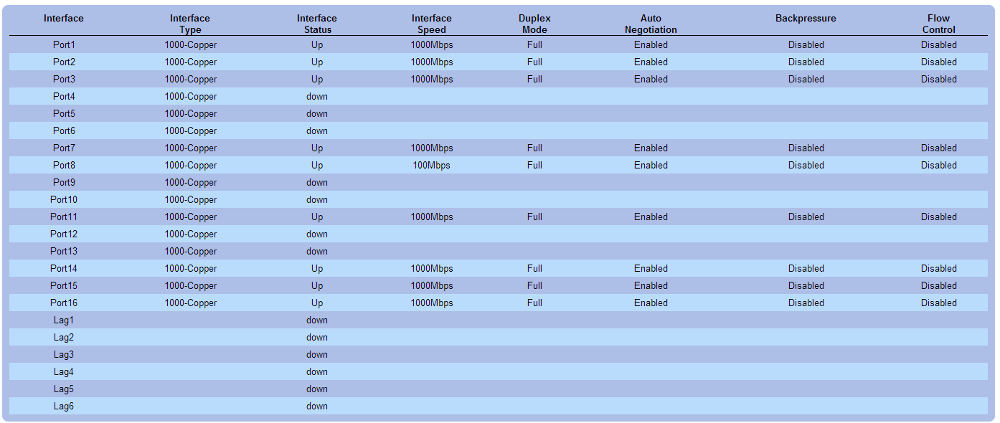 Interface Interface Type Interface Status Interface Speed Duplex Mode Auto Negotiation Backpressure Flow Control
Port1 1000-Copper Up 1000Mbps Full Enabled Disabled Disabled
Port2 1000-Copper Up 1000Mbps Full Enabled Disabled Disabled
Port3 1000-Copper Up 1000Mbps Full Enabled Disabled Disabled
Port4 1000-Copper down
Port5 1000-Copper down
Port6 1000-Copper down
Port7 1000-Copper Up 1000Mbps Full Enabled Disabled Disabled
Port8 1000-Copper Up 100Mbps Full Enabled Disabled Disabled
Port9 1000-Copper down
Port10 1000-Copper down
Port11 1000-Copper Up 1000Mbps Full Enabled Disabled Disabled
Port12 1000-Copper down
Port13 1000-Copper down
Port14 1000-Copper Up 1000Mbps Full Enabled Disabled Disabled
Port15 1000-Copper Up 1000Mbps Full Enabled Disabled Disabled
Port16 1000-Copper Up 1000Mbps Full Enabled Disabled Disabled
Lag1 down
Lag2 down
Lag3 down
Lag4 down
Lag5 down
Lag6 down